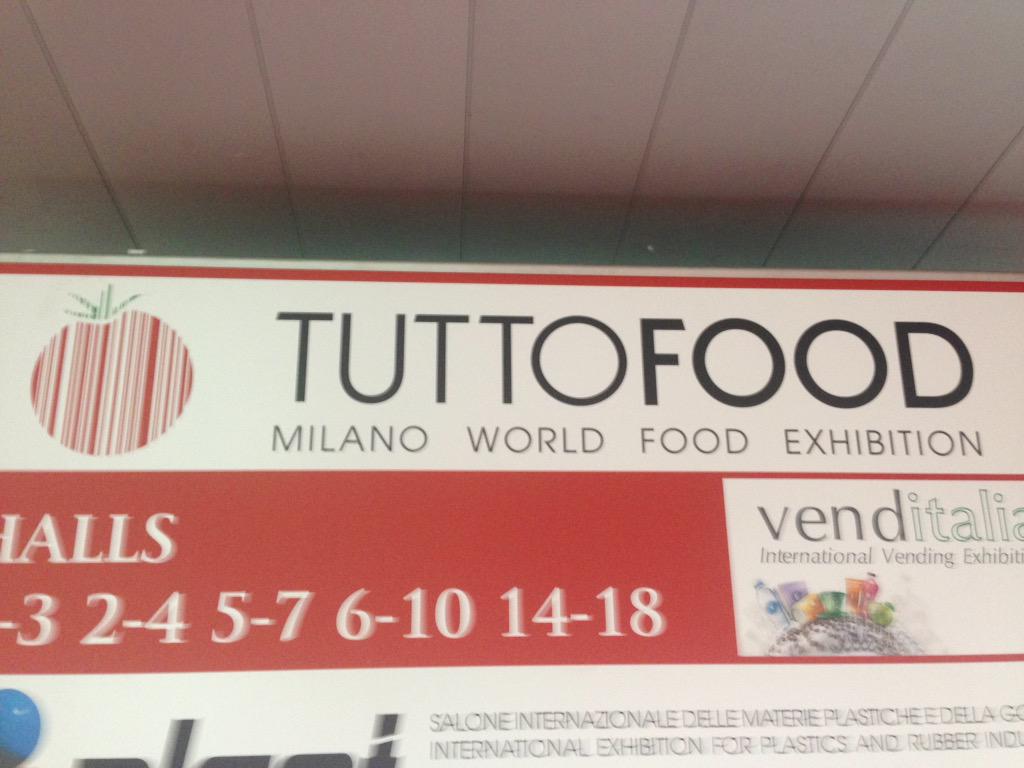 TUTTOFOOD
MILANO WORLD FOOD EXHIBITION
HALLS
-3 2-4 5-7 6-10 14-18
venditalia
International Vending Exhibiti
plast
SALONE INTERNAZIONALE DELLE MATERIE PLASTICHE E DELLA GO
INTERNATIONAL EXHIBITION FOR PLASTICS AND RUBBER INDU